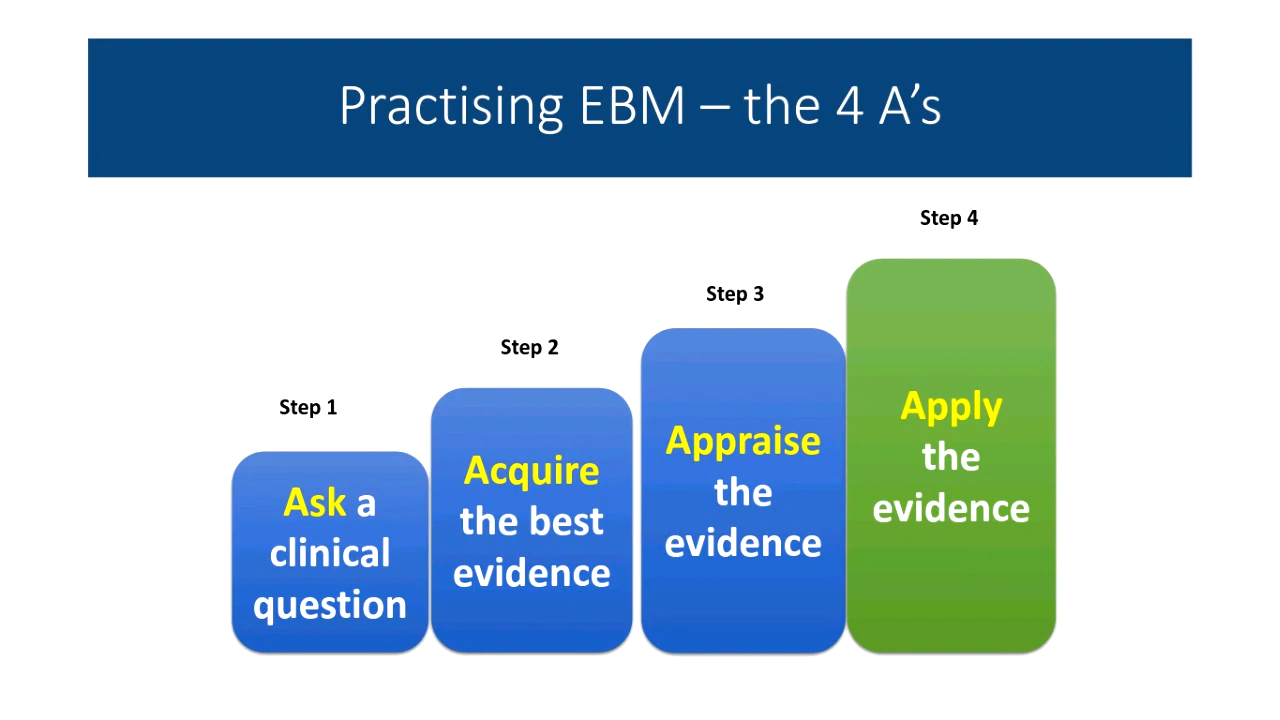 Practising EBM – the 4 A’s
Step 1
Ask a
clinical
question
Step 2
Acquire
the best
evidence
Step 3
Appraise
the
evidence
Step 4
Apply
the
evidence